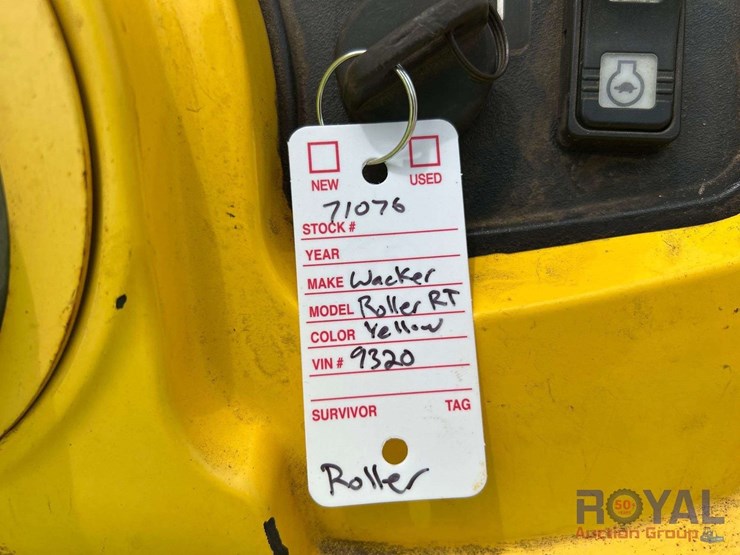 NEW USED
71076
STOCK #
YEAR
MAKE Wacker
MODEL Roller RT
COLOR Yellow
VIN # 9320
SURVIVOR TAG
Roller
ROYAL
50
Auction Group